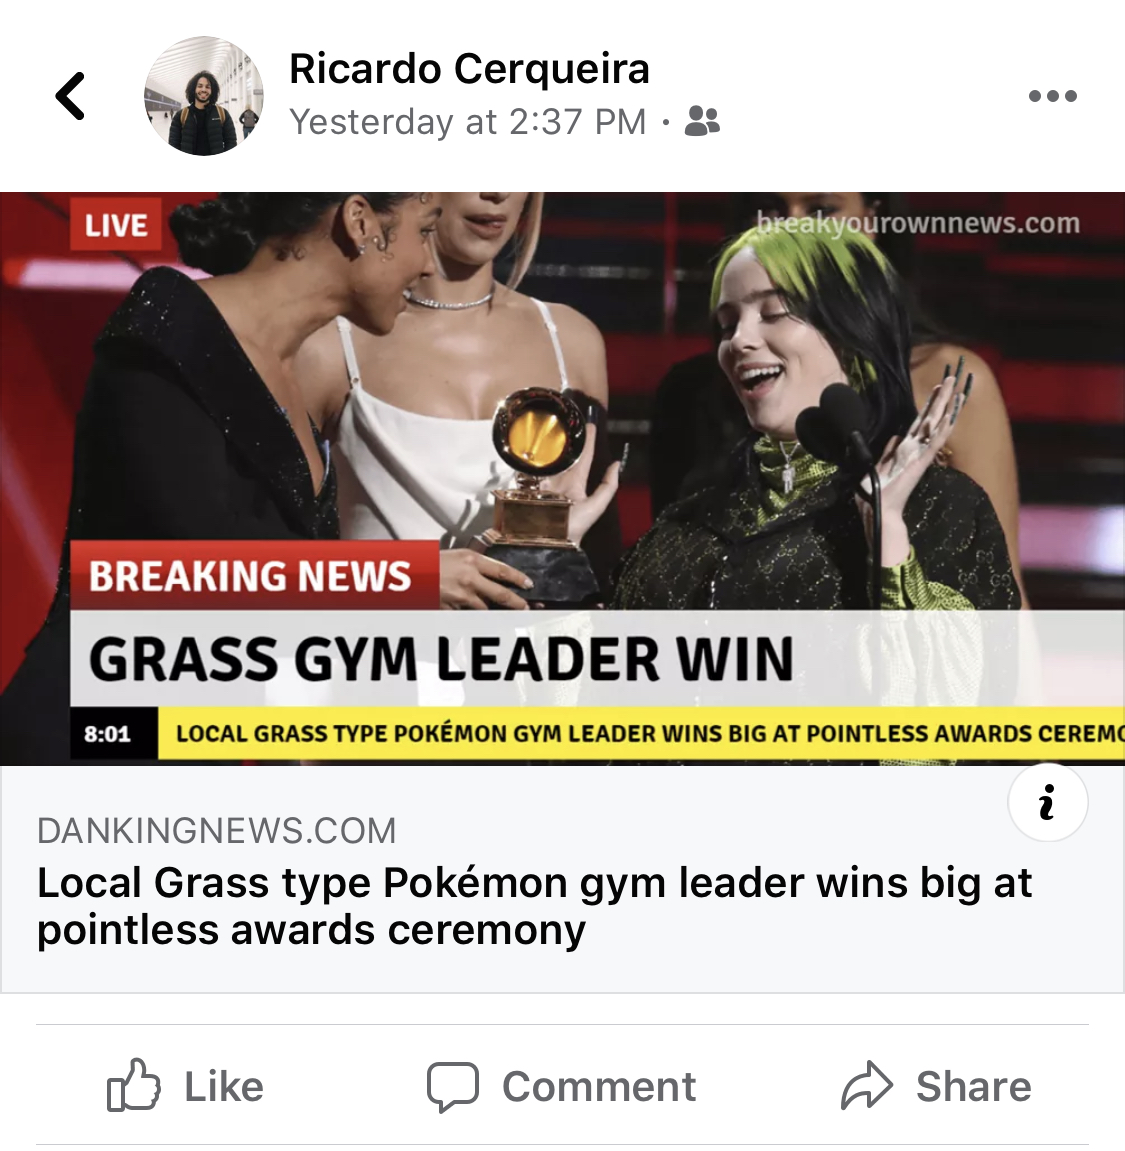 Ricardo Cerqueira
Yesterday at 2:37 PM ·
LIVE
breakyourownnews.com
BREAKING NEWS
GRASS GYM LEADER WIN
8:01
LOCAL GRASS TYPE POKÉMON GYM LEADER WINS BIG AT POINTLESS AWARDS CEREMO
DANKINGNEWS.COM
Local Grass type Pokémon gym leader wins big at
pointless awards ceremony
Like
Comment
Share